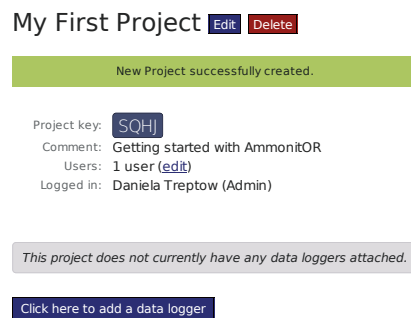 My First Project Edit Delete
New Project successfully created.
Project key: SQHJ
Comment: Getting started with AmmonitOR
Users: 1 user (edit)
Logged in: Daniela Treptow (Admin)
This project does not currently have any data loggers attached.
Click here to add a data logger